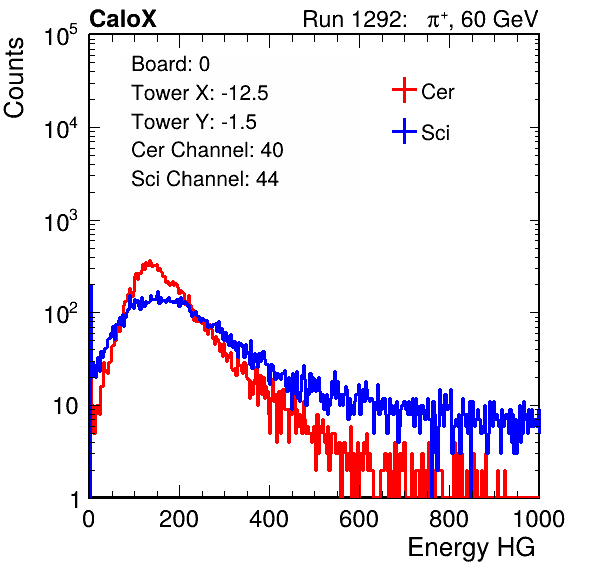 CaloX Run 1292: π⁺, 60 GeV
Counts
10⁵
10⁴
10³
10²
10
1
Board: 0
Tower X: -12.5
Tower Y: -1.5
Cer Channel: 40
Sci Channel: 44
Cer
Sci
0 200 400 600 800 1000
Energy HG